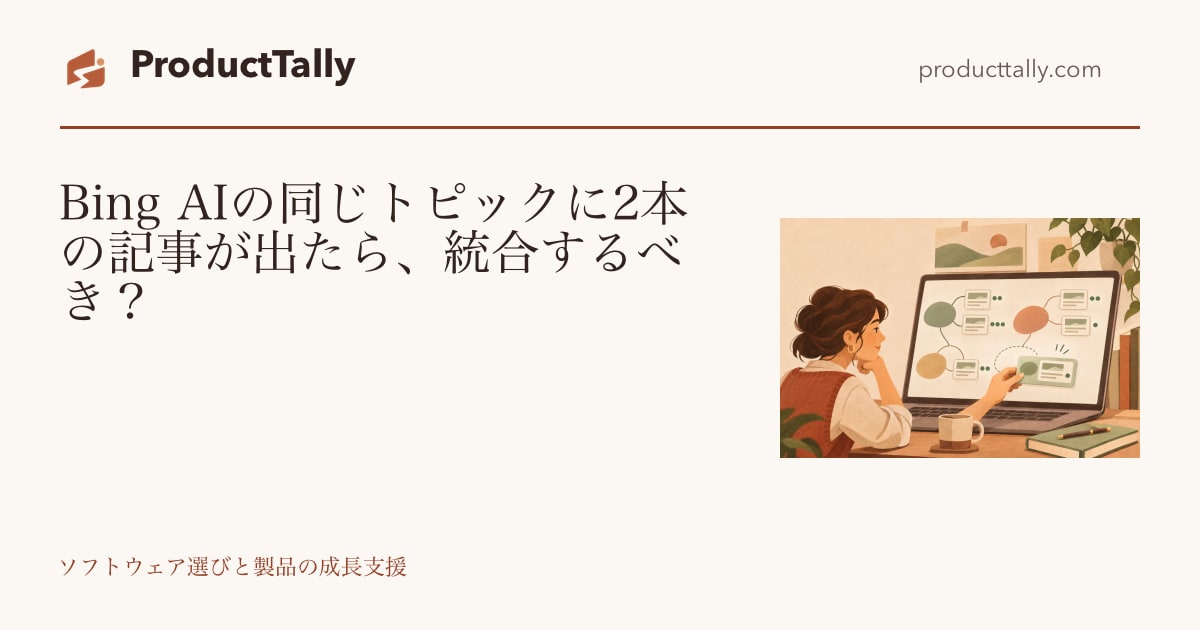 ProductTally
producttally.com
Bing AIの同じトピックに2本
の記事が出たら、統合するべ
き？
ソフトウェア選びと製品の成長支援